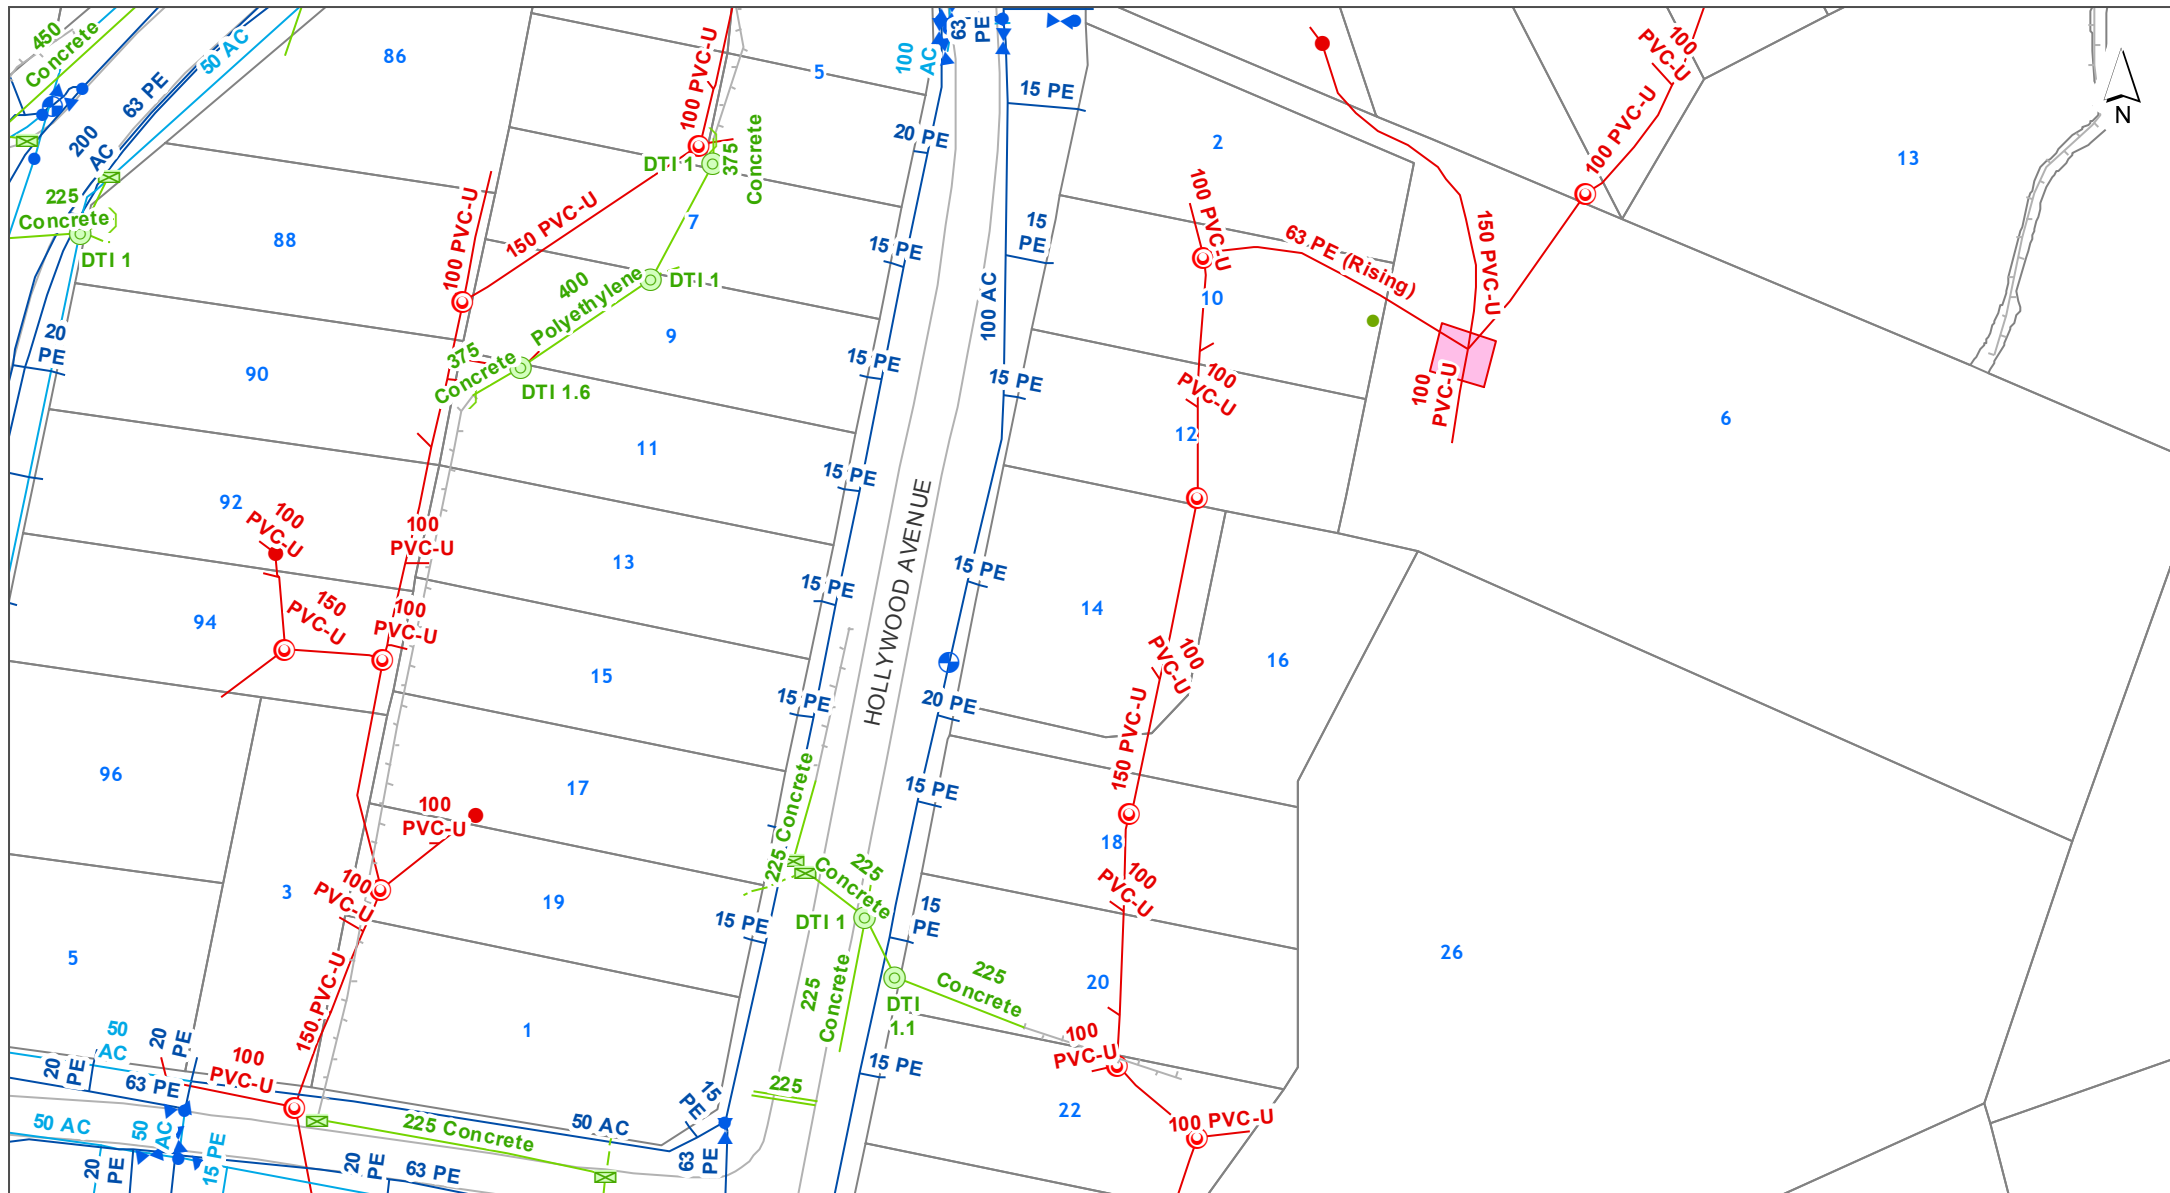 450
Concrete
86
50 AC
63 PE
200
AC
100 PVC-U
5
100
AC
63
PE
15 PE
20 PE
2
100
PVC-U
100 PVC-U
13
N
225
Concrete
DTI 1
88
100 PVC-U
150 PVC-U
DTI 1
375
Concrete
7
15 PE
15
PE
100 PVC-U
63 PE (Rising)
150 PVC-U
10
400
Polyethylene
DTI 1
9
100 AC
20
PE
90
375
Concrete
DTI 1.6
15 PE
15 PE
100
PVC-U
100
PVC-U
6
12
11
15 PE
92
100
PVC-U
100
PVC-U
13
15 PE
HOLLYWOOD AVENUE
15 PE
14
94
150
PVC-U
100
PVC-U
15
15 PE
20 PE
100
PVC-U
16
150 PVC-U
96
17
100
PVC-U
225 Concrete
15 PE
18
3
100
PVC-U
19
225
Concrete
DTI 1
15 PE
15
PE
100
PVC-U
26
5
150 PVC-U
225
Concrete
DTI
1.1
225
Concrete
20
1
50
AC
20
PE
20
PE
63 PE
100
PVC-U
15 PE
100
PVC-U
225
15
PE
22
100 PVC-U
50 AC
50
AC
225 Concrete
50 AC
20
PE
15 PE
20
PE
63 PE
63
PE